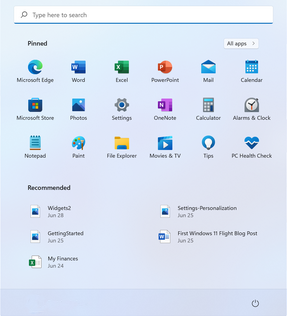 Type here to search
Pinned
All apps
Microsoft Edge
Word
Excel
PowerPoint
Mail
Calendar
Microsoft Store
Photos
Settings
OneNote
Calculator
Alarms & Clock
Notepad
Paint
File Explorer
Movies & TV
Tips
PC Health Check
Recommended
Widgets2
Jun 28
Settings-Personalization
Jun 25
GettingStarted
Jun 25
First Windows 11 Flight Blog Post
Jun 25
My Finances
Jun 24